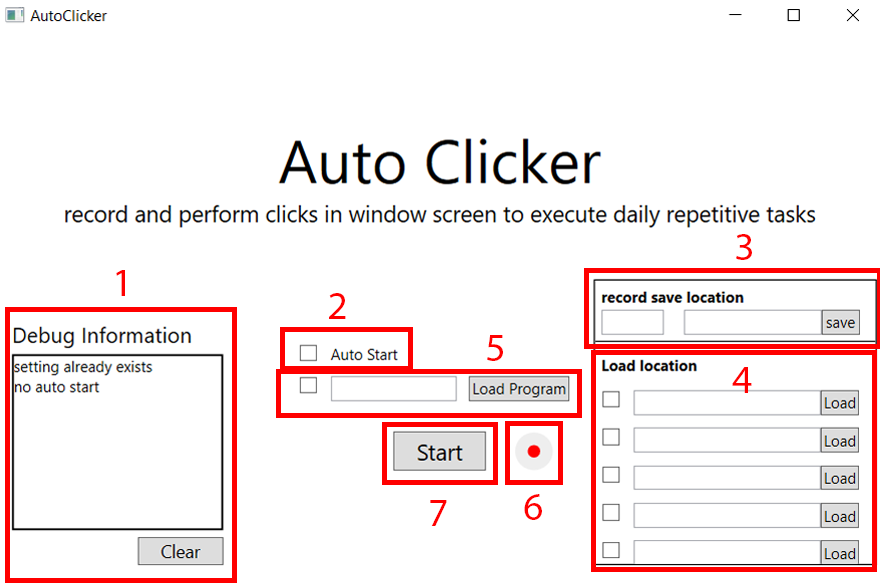 AutoClicker
Auto Clicker
record and perform clicks in window screen to execute daily repetitive tasks
1
Debug Information
setting already exists
no auto start
Clear
2
Auto Start
5
Load Program
Start
7
6
3
record save location
save
Load location
4
Load
Load
Load
Load
Load